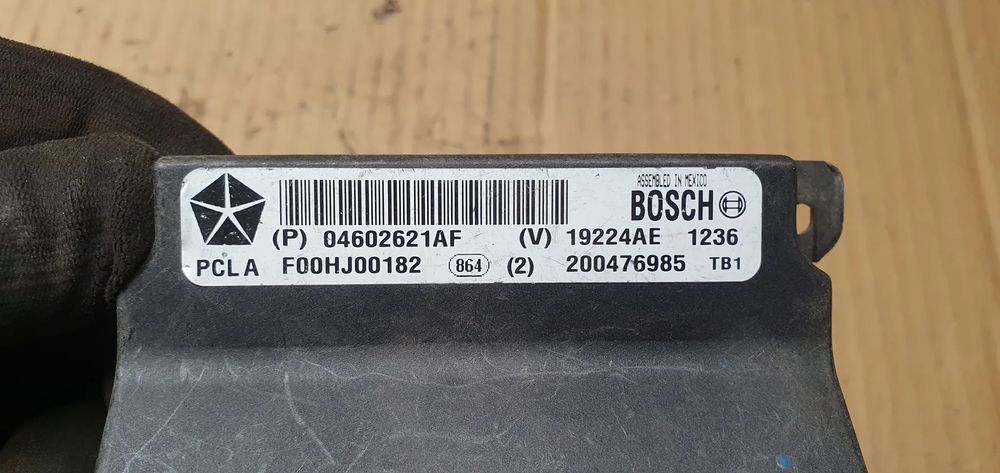 ASSEMBLED IN MEXICO
BOSCH
(P) 04602621AF (V) 19224AE 1236
PCLA F00HJ00182 864 (2) 200476985 TB1